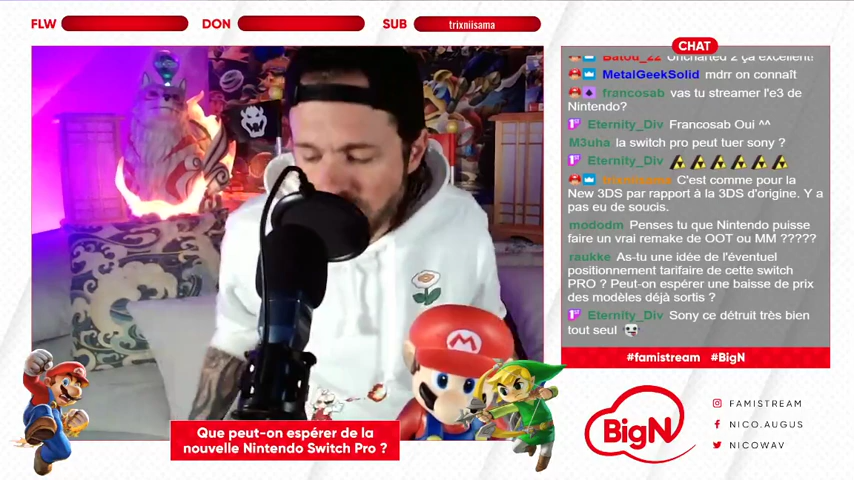 FLW
DON
SUB
trixniisama
CHAT
Batou_22 Uncharted 2 ça excellent!
MetalGeekSolid mdrr on connaît
francosab vas tu streamer l'e3 de
Nintendo?
Eternity_Div Francosab Oui ^^
M3uha la switch pro peut tuer sony ?
Eternity_Div
C'est comme pour la
New 3DS par rapport à la 3DS d'origine. Y a
pas eu de soucis.
mododm Penses tu que Nintendo puisse
faire un vrai remake de OOT ou MM ?????
raukke As-tu une idée de l'éventuel
positionnement tarifaire de cette switch
PRO ? Peut-on espérer une baisse de prix
des modèles déjà sortis ?
Eternity_Div Sony ce détruit très bien
tout seul
#famistream #BigN
Que peut-on espérer de la
nouvelle Nintendo Switch Pro ?
BigN
FAMISTREAM
NICO.AUGUS
NICOWAV